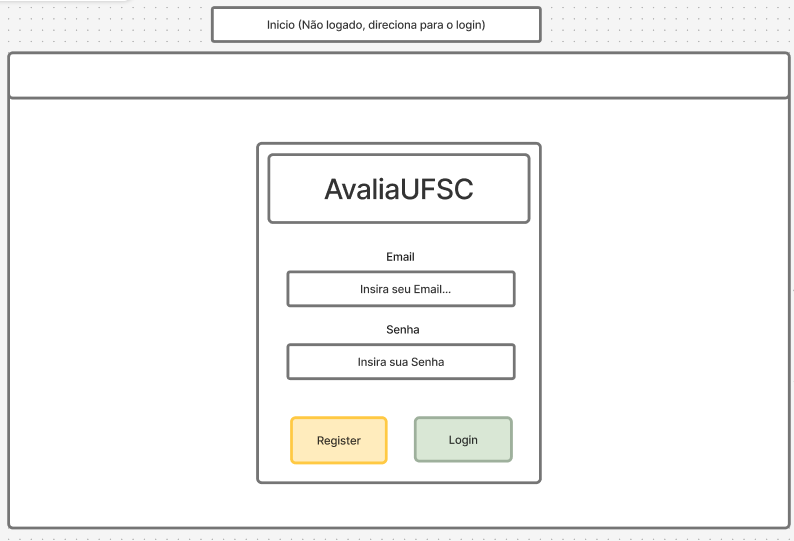 Inicio (Não logado, direciona para o login)
AvaliaUFSC
Email
Insira seu Email...
Senha
Insira sua Senha
Register
Login